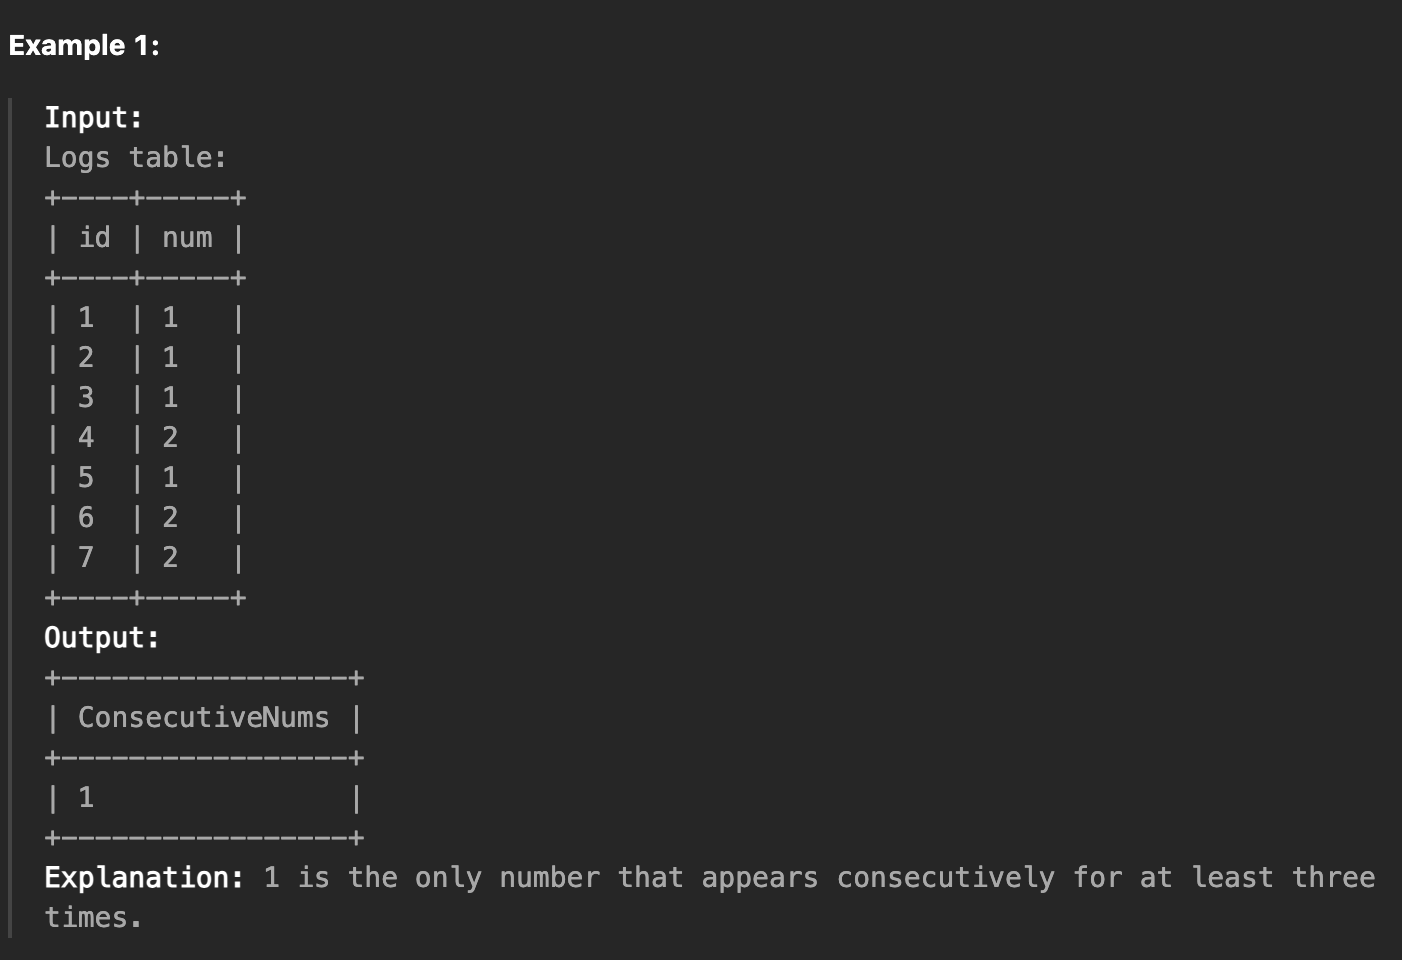 Example 1:
Input:
Logs table:
+----+-----+
| id | num |
+----+-----+
| 1  | 1   |
| 2  | 1   |
| 3  | 1   |
| 4  | 2   |
| 5  | 1   |
| 6  | 2   |
| 7  | 2   |
+----+-----+
Output:
+-----------------+
| ConsecutiveNums |
+-----------------+
| 1               |
+-----------------+
Explanation: 1 is the only number that appears consecutively for at least three
times.